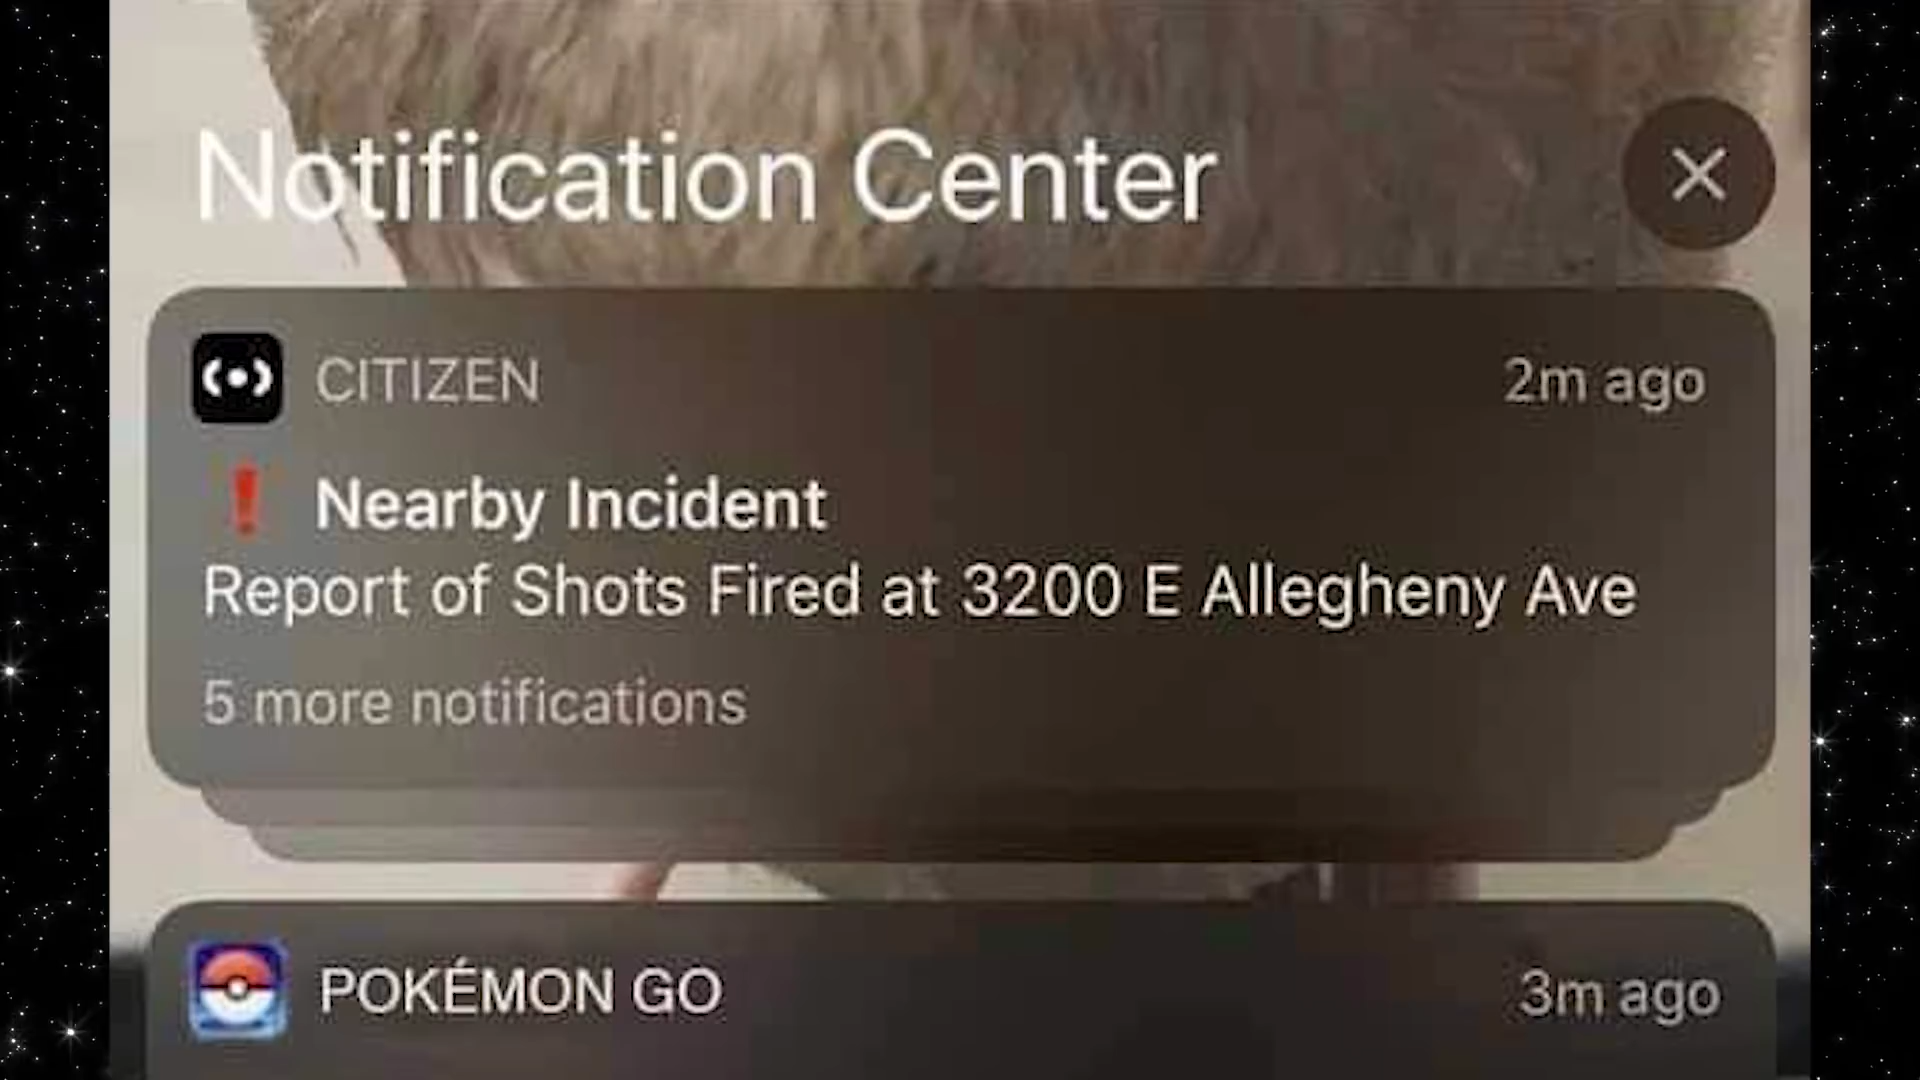 Notification Center
CITIZEN
2m ago
❗ Nearby Incident
Report of Shots Fired at 3200 E Allegheny Ave
5 more notifications
POKÉMON GO
3m ago